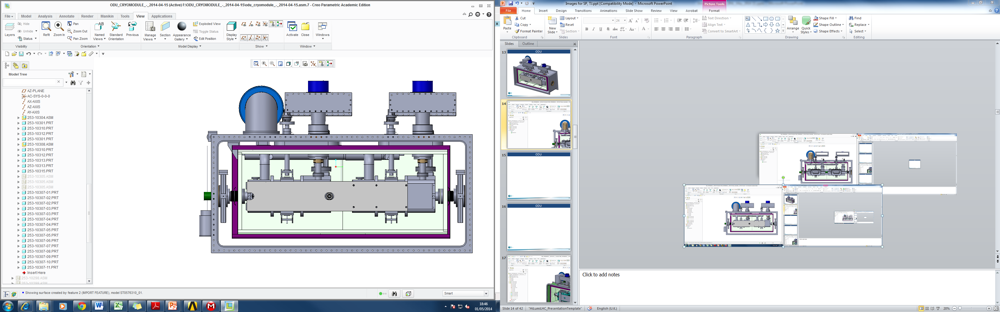 ODU_CRYOMODULE_-_2014-04-15 (Active) F:\ODU_CRYOMODULE_-_2014-04-15\odu_cryomodule_-_2014-04-15.asm.7 - Creo Parametric Academic Edition
File Model Analysis Annotate Render Manikin Tools View Applications
Layers
Hide
Unhide
Status
Visibility
Refit
Zoom In
Pan
Zoom Out
Pan Zoom
Named Views
Standard Orientation
Previous
Orientation
Manage Views
Section
Appearance Gallery
Exploded View
Toggle Status
Edit Position
Model Display
Display Style
Show
Activate
Close
Windows
Window
Model Tree
AZ-PLANE
AC-SYS-0-0-0
AX-AXIS
AZ-AXIS
AY-AXIS
253-10304.ASM
253-10301.PRT
253-10310.PRT
253-10312.PRT
253-10301.PRT
253-10308.ASM
253-10310.PRT
253-10312.PRT
253-10313.PRT
253-10313.PRT
253-10315.PRT
253-10305.ASM
253-10305.ASM
253-10305.ASM
253-10307-01.PRT
253-10307-02.PRT
253-10307-02.PRT
253-10307-03.PRT
253-10307-03.PRT
253-10307-04.PRT
253-10307-04.PRT
253-10307-05.PRT
253-10307-05.PRT
253-10307-06.PRT
253-10307-07.PRT
253-10307-08.PRT
253-10307-09.PRT
253-10307-10.PRT
253-10307-11.PRT
Insert Here
253-10298.ASM
253-10299.ASM
Showing surface created by feature 2 (IMPORT FEATURE), model ST0576310_01.
Smart
18:46
01/05/2014
Images for SP, TJ.ppt [Compatibility Mode] - Microsoft PowerPoint
Picture Tools
File Home Insert Design Transitions Animations Slide Show Review View Acrobat Format
Paste
Cut
Copy
Format Painter
Clipboard
New Slide
Layout
Reset
Section
Slides
24
Font
Text Direction
Align Text
Convert to SmartArt
Paragraph
Arrange
Quick Styles
Shape Fill
Shape Outline
Shape Effects
Drawing
Find
Replace
Select
Editing
Slides Outline
13
ODU
14
15
ODU
16
ODU
17
Click to add notes
Slide 14 of 42 "HiLumiLHC_PresentationTemplate" English (U.K.) 20%